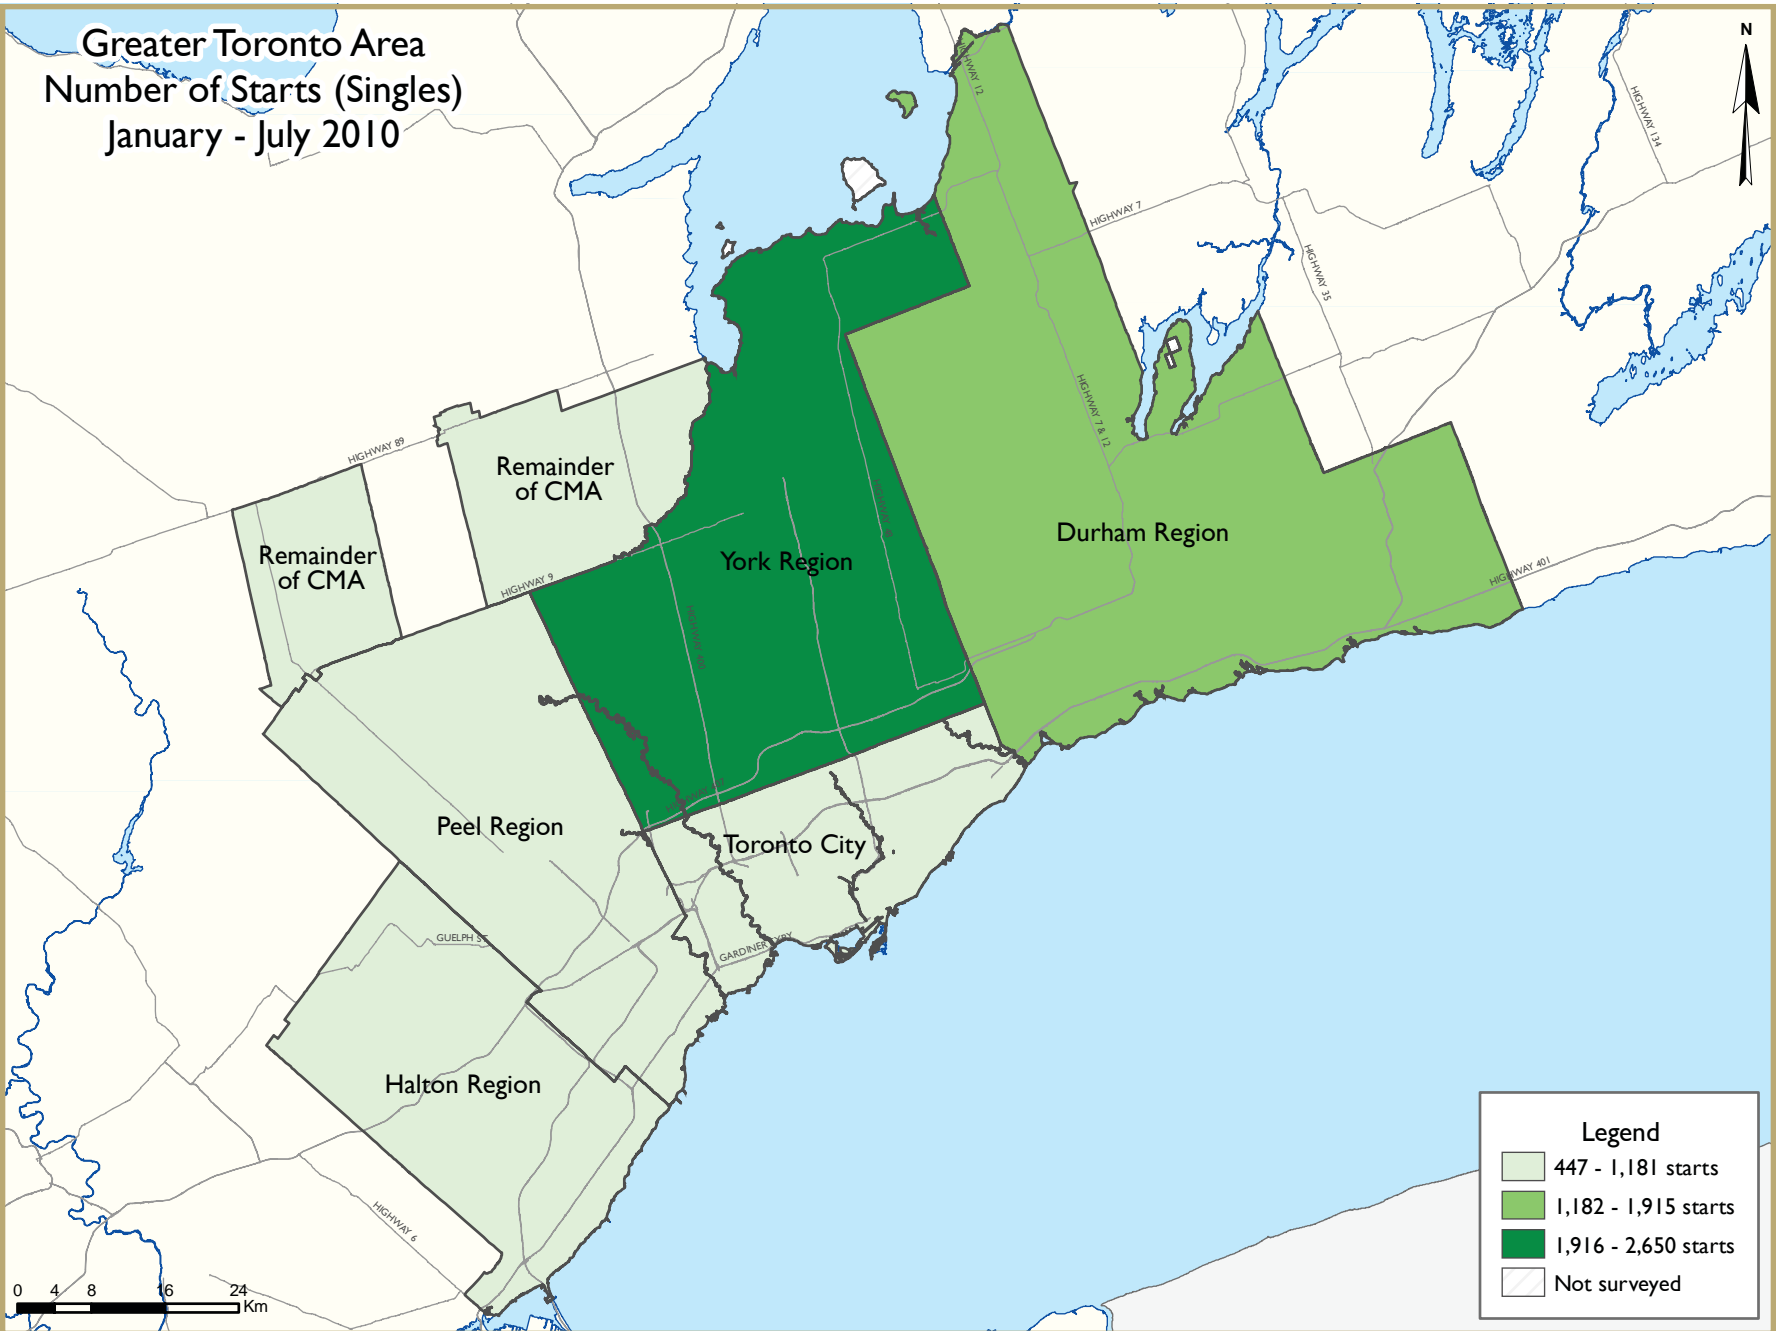 Greater Toronto Area
Number of Starts (Singles)
January - July 2010
N
HIGHWAY 12
HIGHWAY 134
HIGHWAY 7
HIGHWAY 35
HIGHWAY 7 & 12
HIGHWAY 89
Remainder
of CMA
Remainder
of CMA
HIGHWAY 9
York Region
Durham Region
HIGHWAY 401
Peel Region
Toronto City
GUELPH ST
Halton Region
HIGHWAY 6
0 4 8 16 24
Km
Legend
447 - 1,181 starts
1,182 - 1,915 starts
1,916 - 2,650 starts
Not surveyed